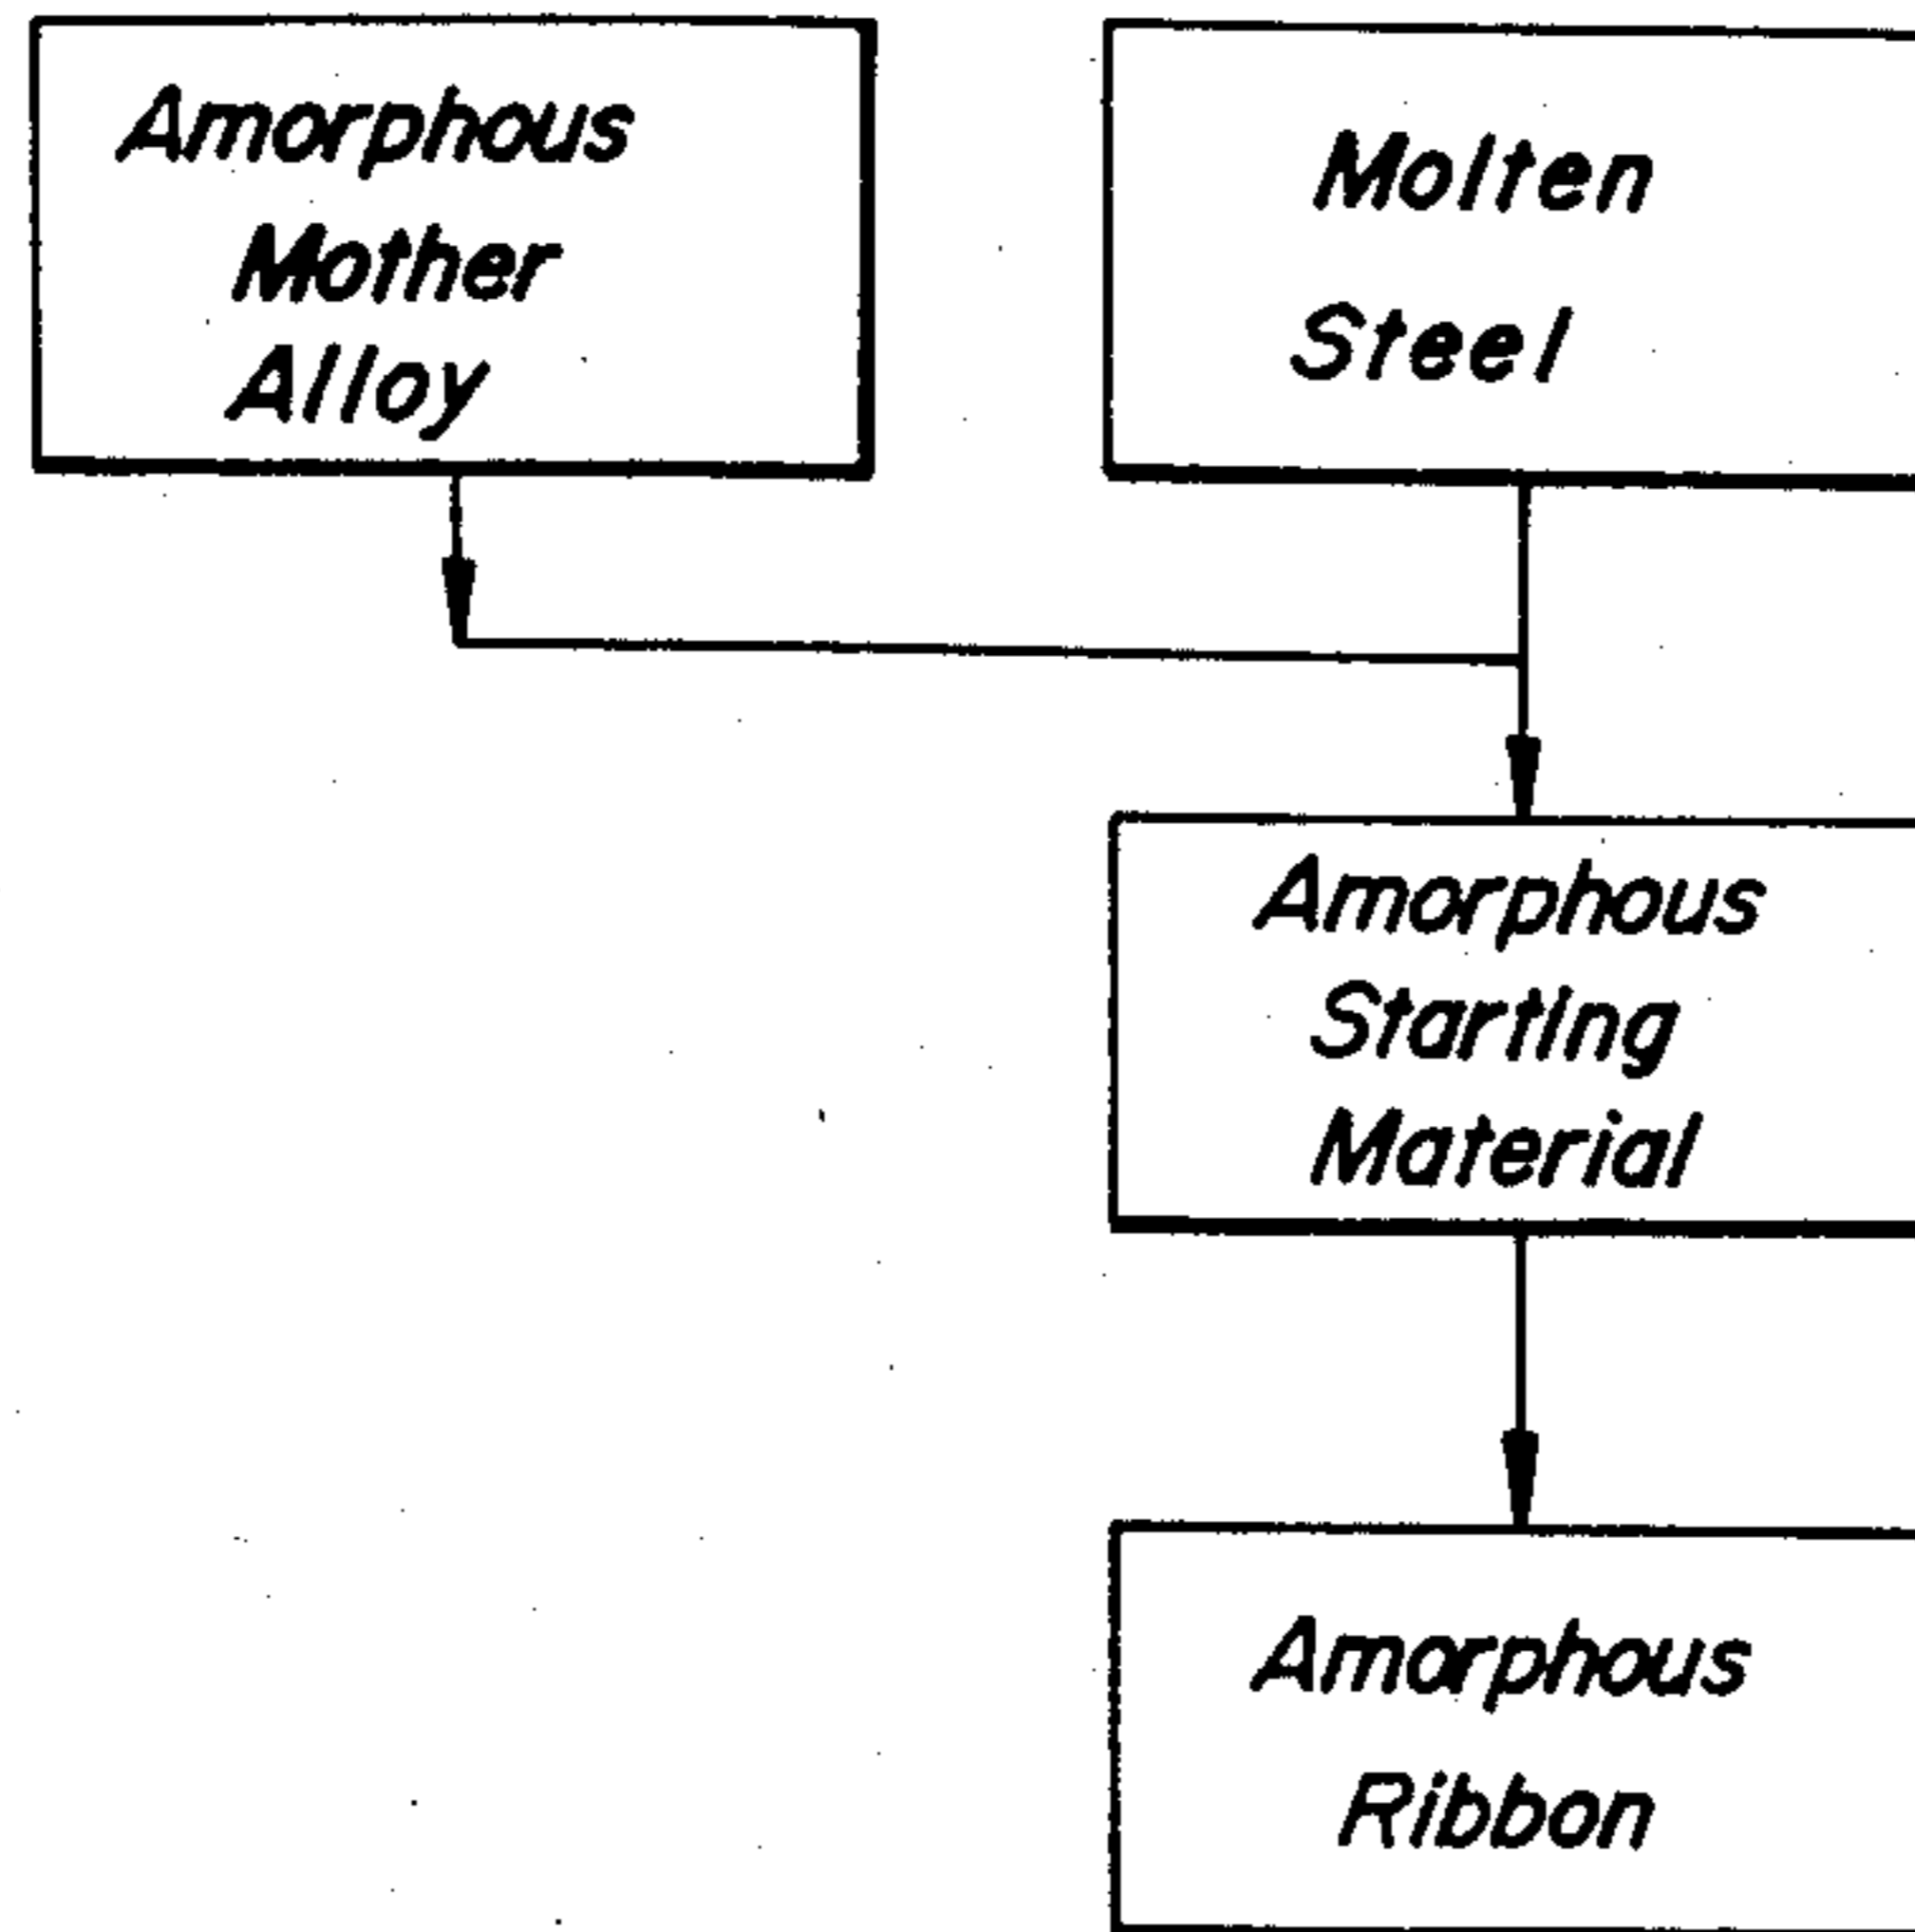 Amorphous
Mother
Alloy
Molten
Steel
Amorphous
Starting
Material
Amorphous
Ribbon